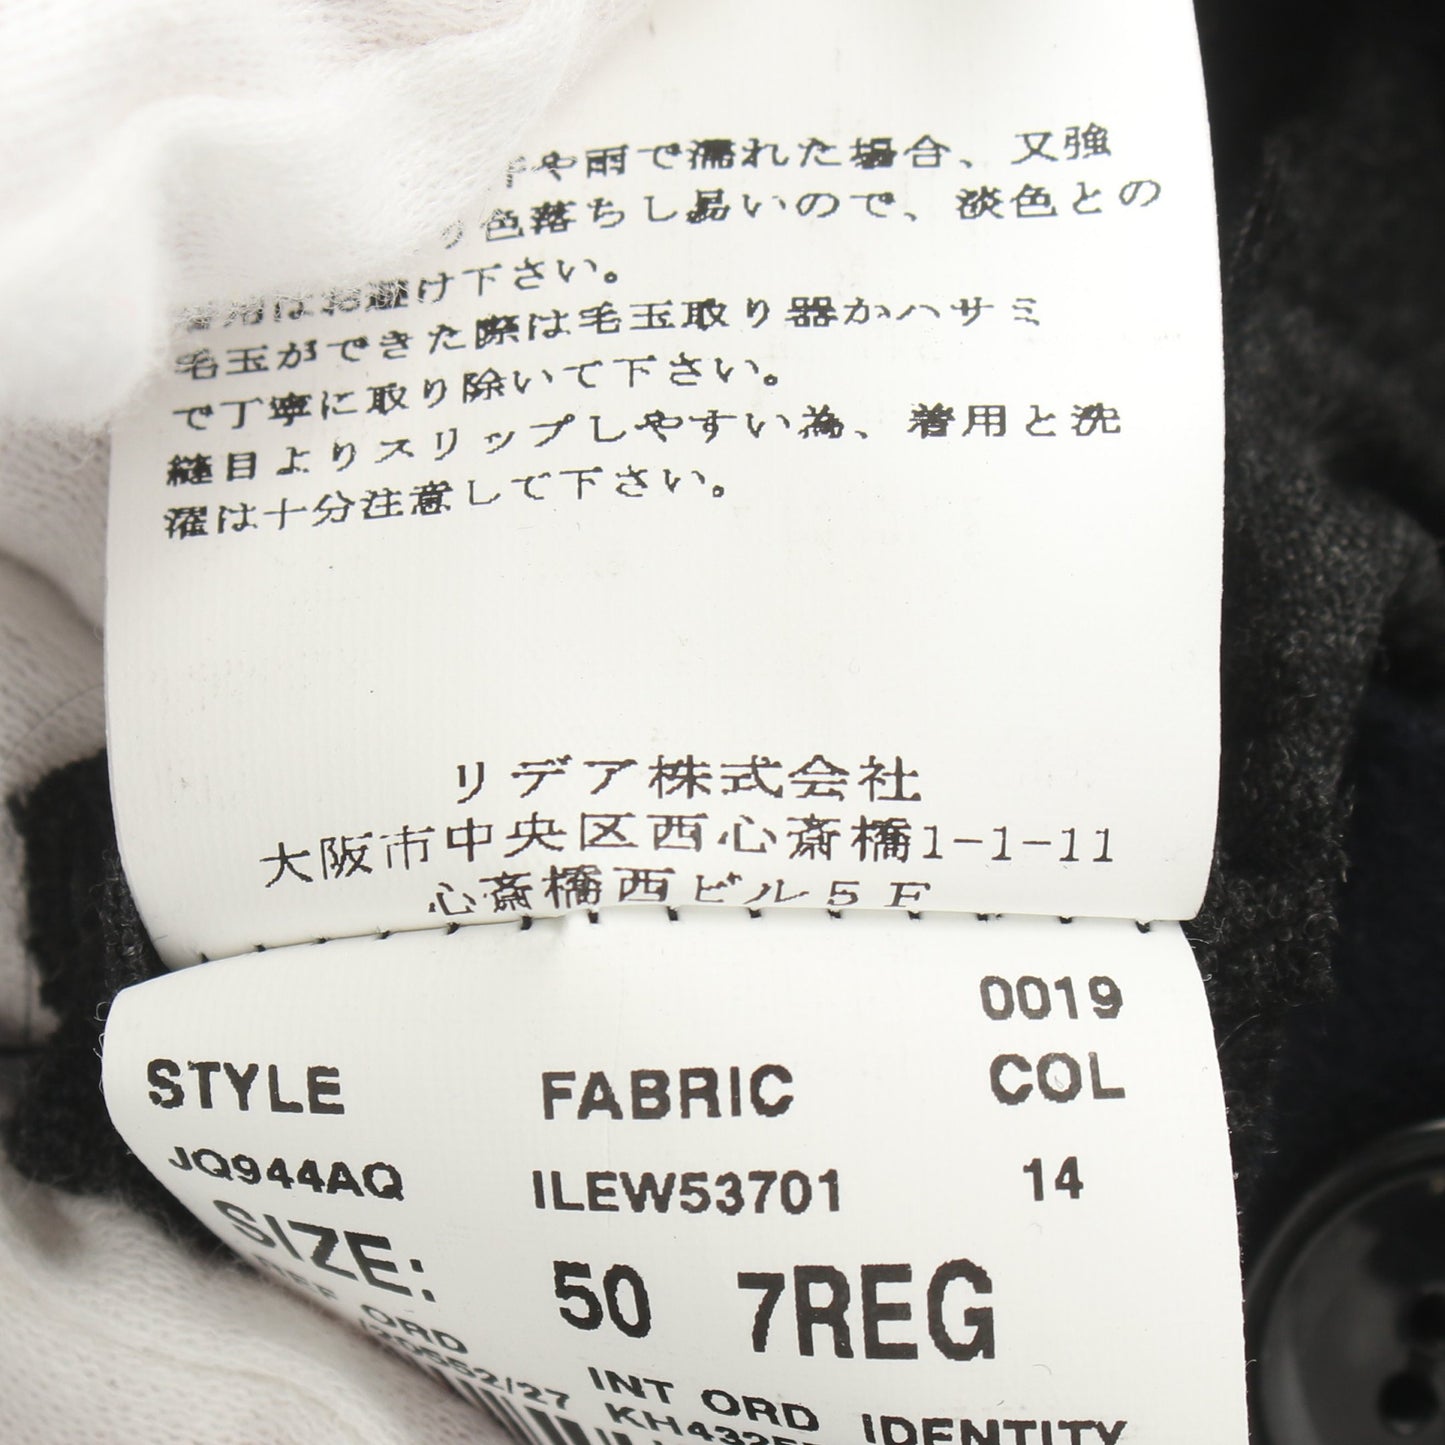 や雨で濡れた場合、又強
り色落ちし易いので、淡色との
着用はお避け下さい。
毛玉ができた際は毛玉取り器かハサミ
で丁寧に取り除いて下さい。
縫目よりスリップしやすい為、着用と洗
濯は十分注意して下さい。
リデア株式会社
大阪市中央区西心斎橋1-1-11
心斎橋西ビル5F
0019
STYLE FABRIC COL
JQ944AQ ILEW53701 14
SIZE: 50 7REG
ORD INT ORD IDENTITY